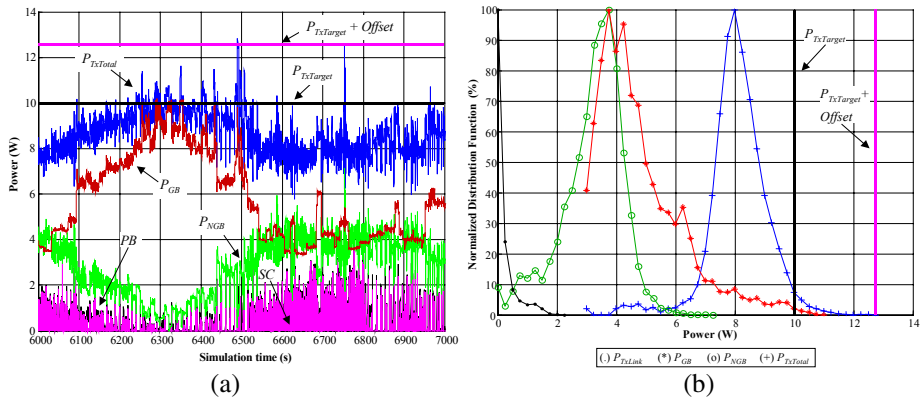 P_TxTarget + Offset
14
12
10
8
6
4
2
0
P_TxTotal
P_TxTarget
P_GB
P_NGB
PB
SC
Power (W)
6000 6100 6200 6300 6400 6500 6600 6700 6800 6900 7000
Simulation time (s)
(a)
100
90
80
70
60
50
40
30
20
10
0
Normalized Distribution Function (%)
P_TxTarget
P_TxTarget +
Offset
0 2 4 6 8 10 12 14
Power (W)
(.) P_TxLink (*) P_GB (o) P_NGB (+) P_TxTotal
(b)